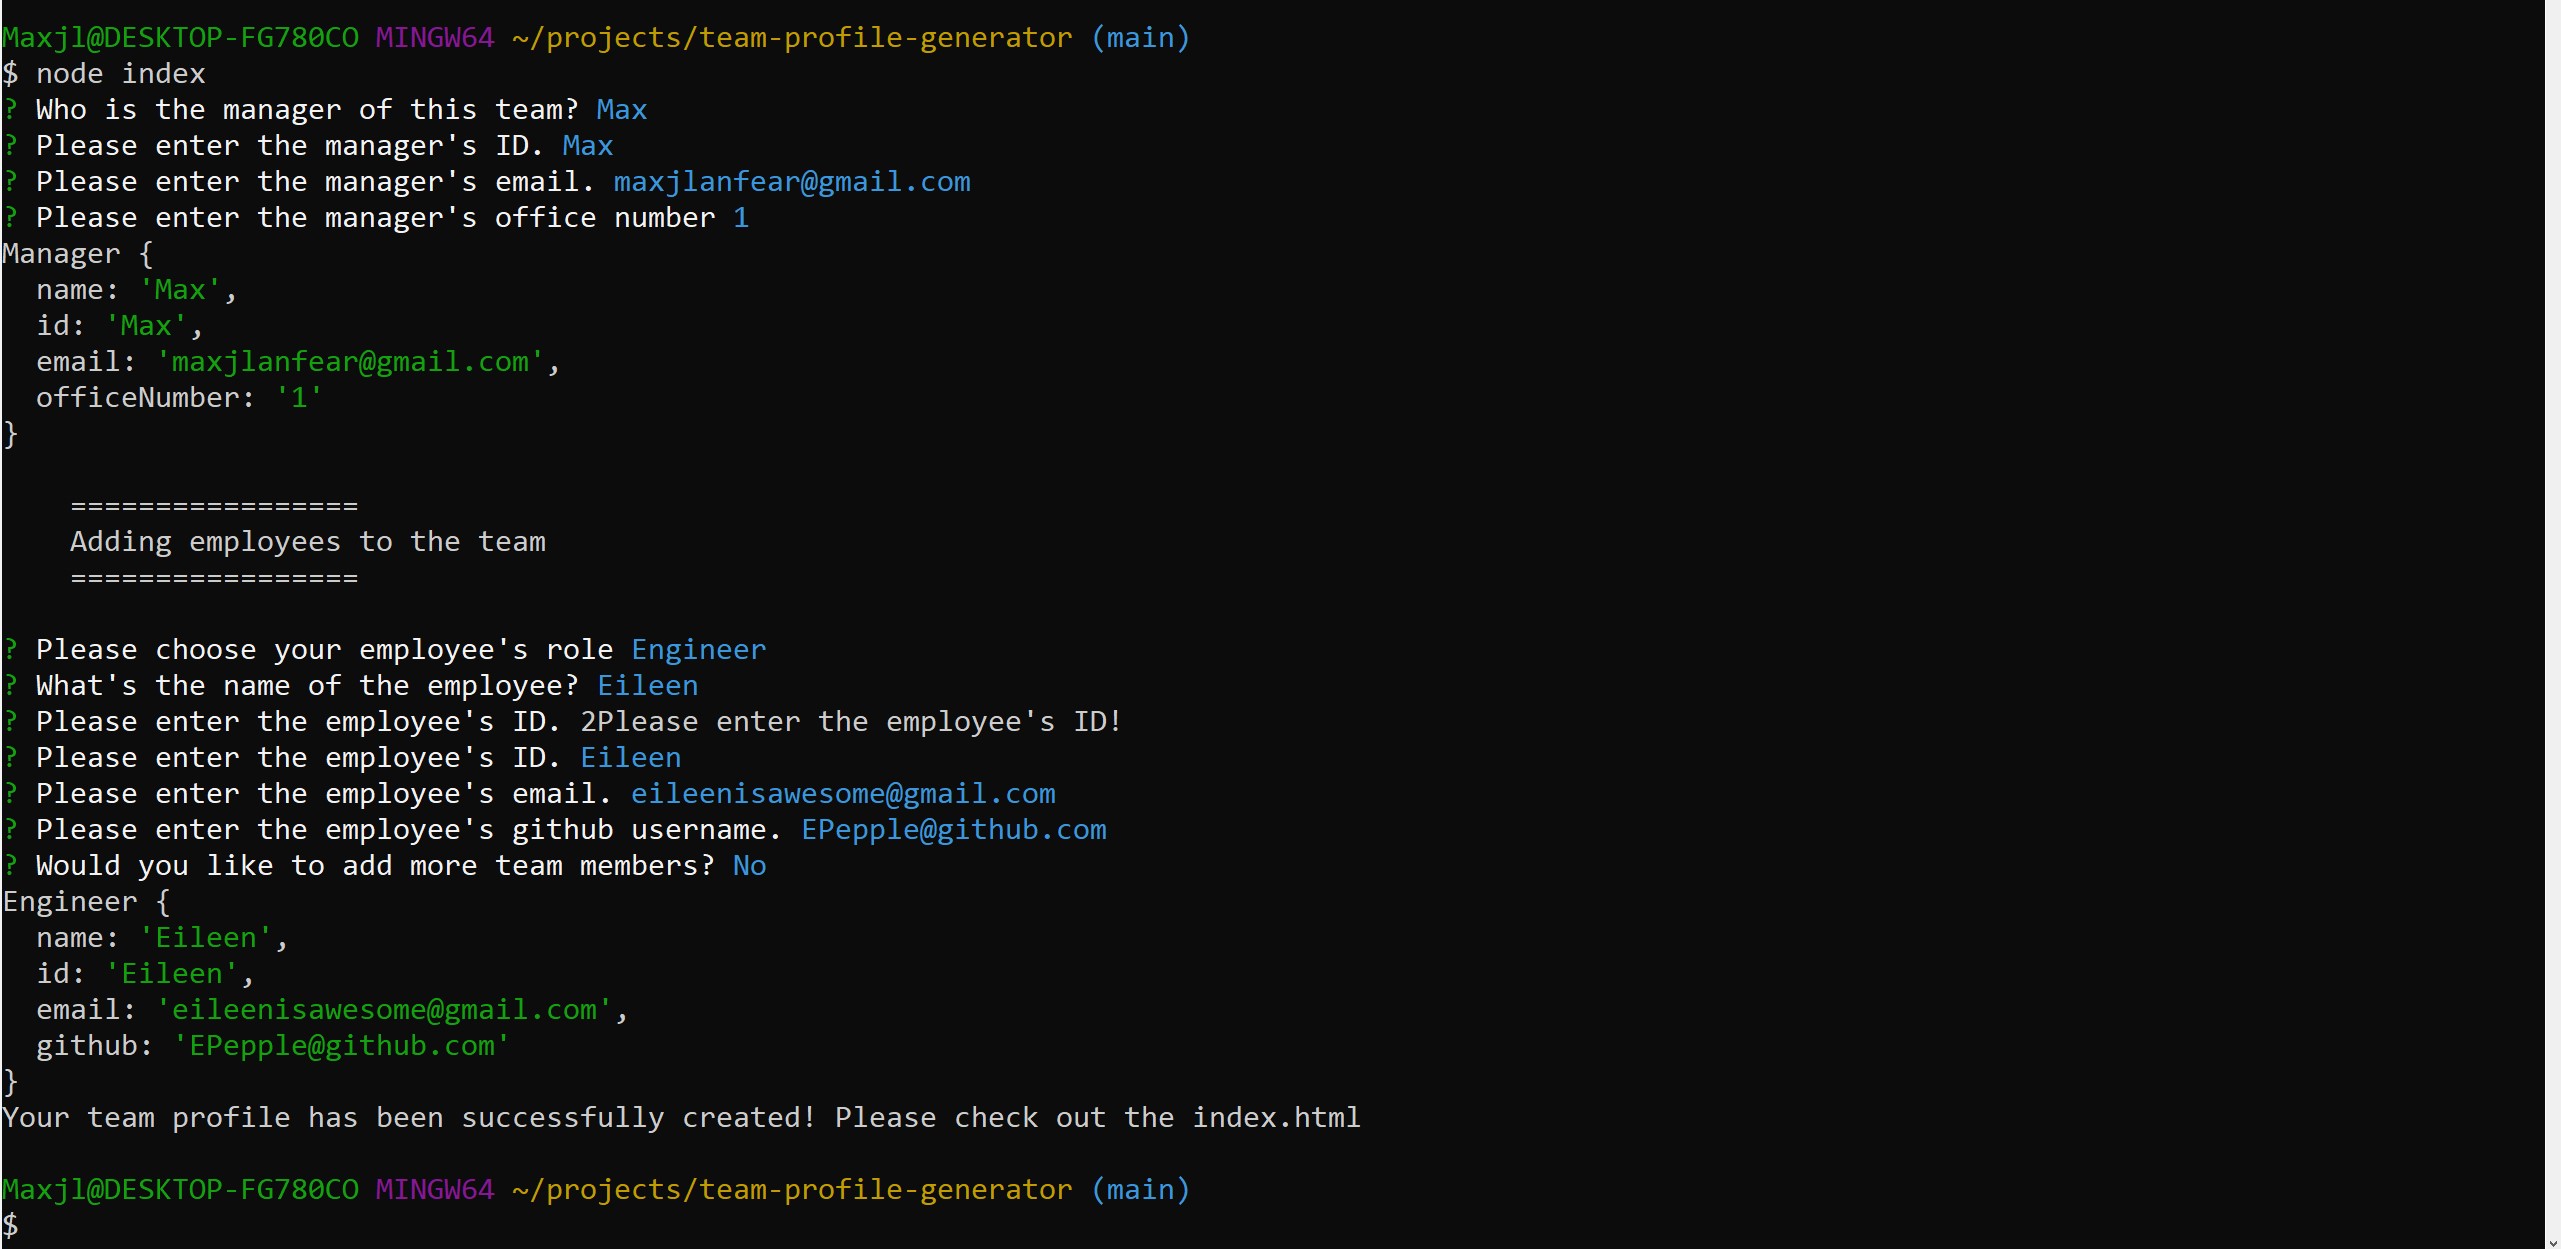 Maxjl@DESKTOP-FG780CO MINGW64 ~/projects/team-profile-generator (main)
$ node index
? Who is the manager of this team? Max
? Please enter the manager's ID. Max
? Please enter the manager's email. maxjlanfear@gmail.com
? Please enter the manager's office number 1
Manager {
  name: 'Max',
  id: 'Max',
  email: 'maxjlanfear@gmail.com',
  officeNumber: '1'
}

    =================
    Adding employees to the team
    =================

? Please choose your employee's role Engineer
? What's the name of the employee? Eileen
? Please enter the employee's ID. 2Please enter the employee's ID!
? Please enter the employee's ID. Eileen
? Please enter the employee's email. eileenisawesome@gmail.com
? Please enter the employee's github username. EPepple@github.com
? Would you like to add more team members? No
Engineer {
  name: 'Eileen',
  id: 'Eileen',
  email: 'eileenisawesome@gmail.com',
  github: 'EPepple@github.com'
}
Your team profile has been successfully created! Please check out the index.html

Maxjl@DESKTOP-FG780CO MINGW64 ~/projects/team-profile-generator (main)
$